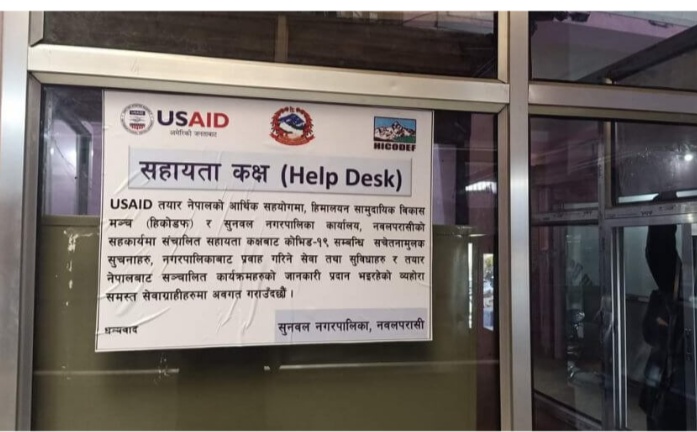 USAID
अमेरिकी जनताबाट
HICODEF
सहायता कक्ष (Help Desk)
USAID तयार नेपालको आर्थिक सहयोगमा, हिमालयन सामुदायिक विकास
मञ्च (हिकोडफ) र सुनवल नगरपालिका कार्यालय, नवलपरासीको
सहकार्यमा संचालित सहायता कक्षबाट कोभिड-१९ सम्बन्धि सचेतनामुलक
सुचनाहरु, नगरपालिकाबाट प्रवाह गरिने सेवा तथा सुविधाहरु र तयार
नेपालबाट सञ्चालित कार्यक्रमहरुको जानकारी प्रदान भइरहेको व्यहोरा
समस्त सेवाग्राहीहरुमा अवगत गराउँदछौं ।
धन्यवाद
सुनवल नगरपालिका, नवलपरासी